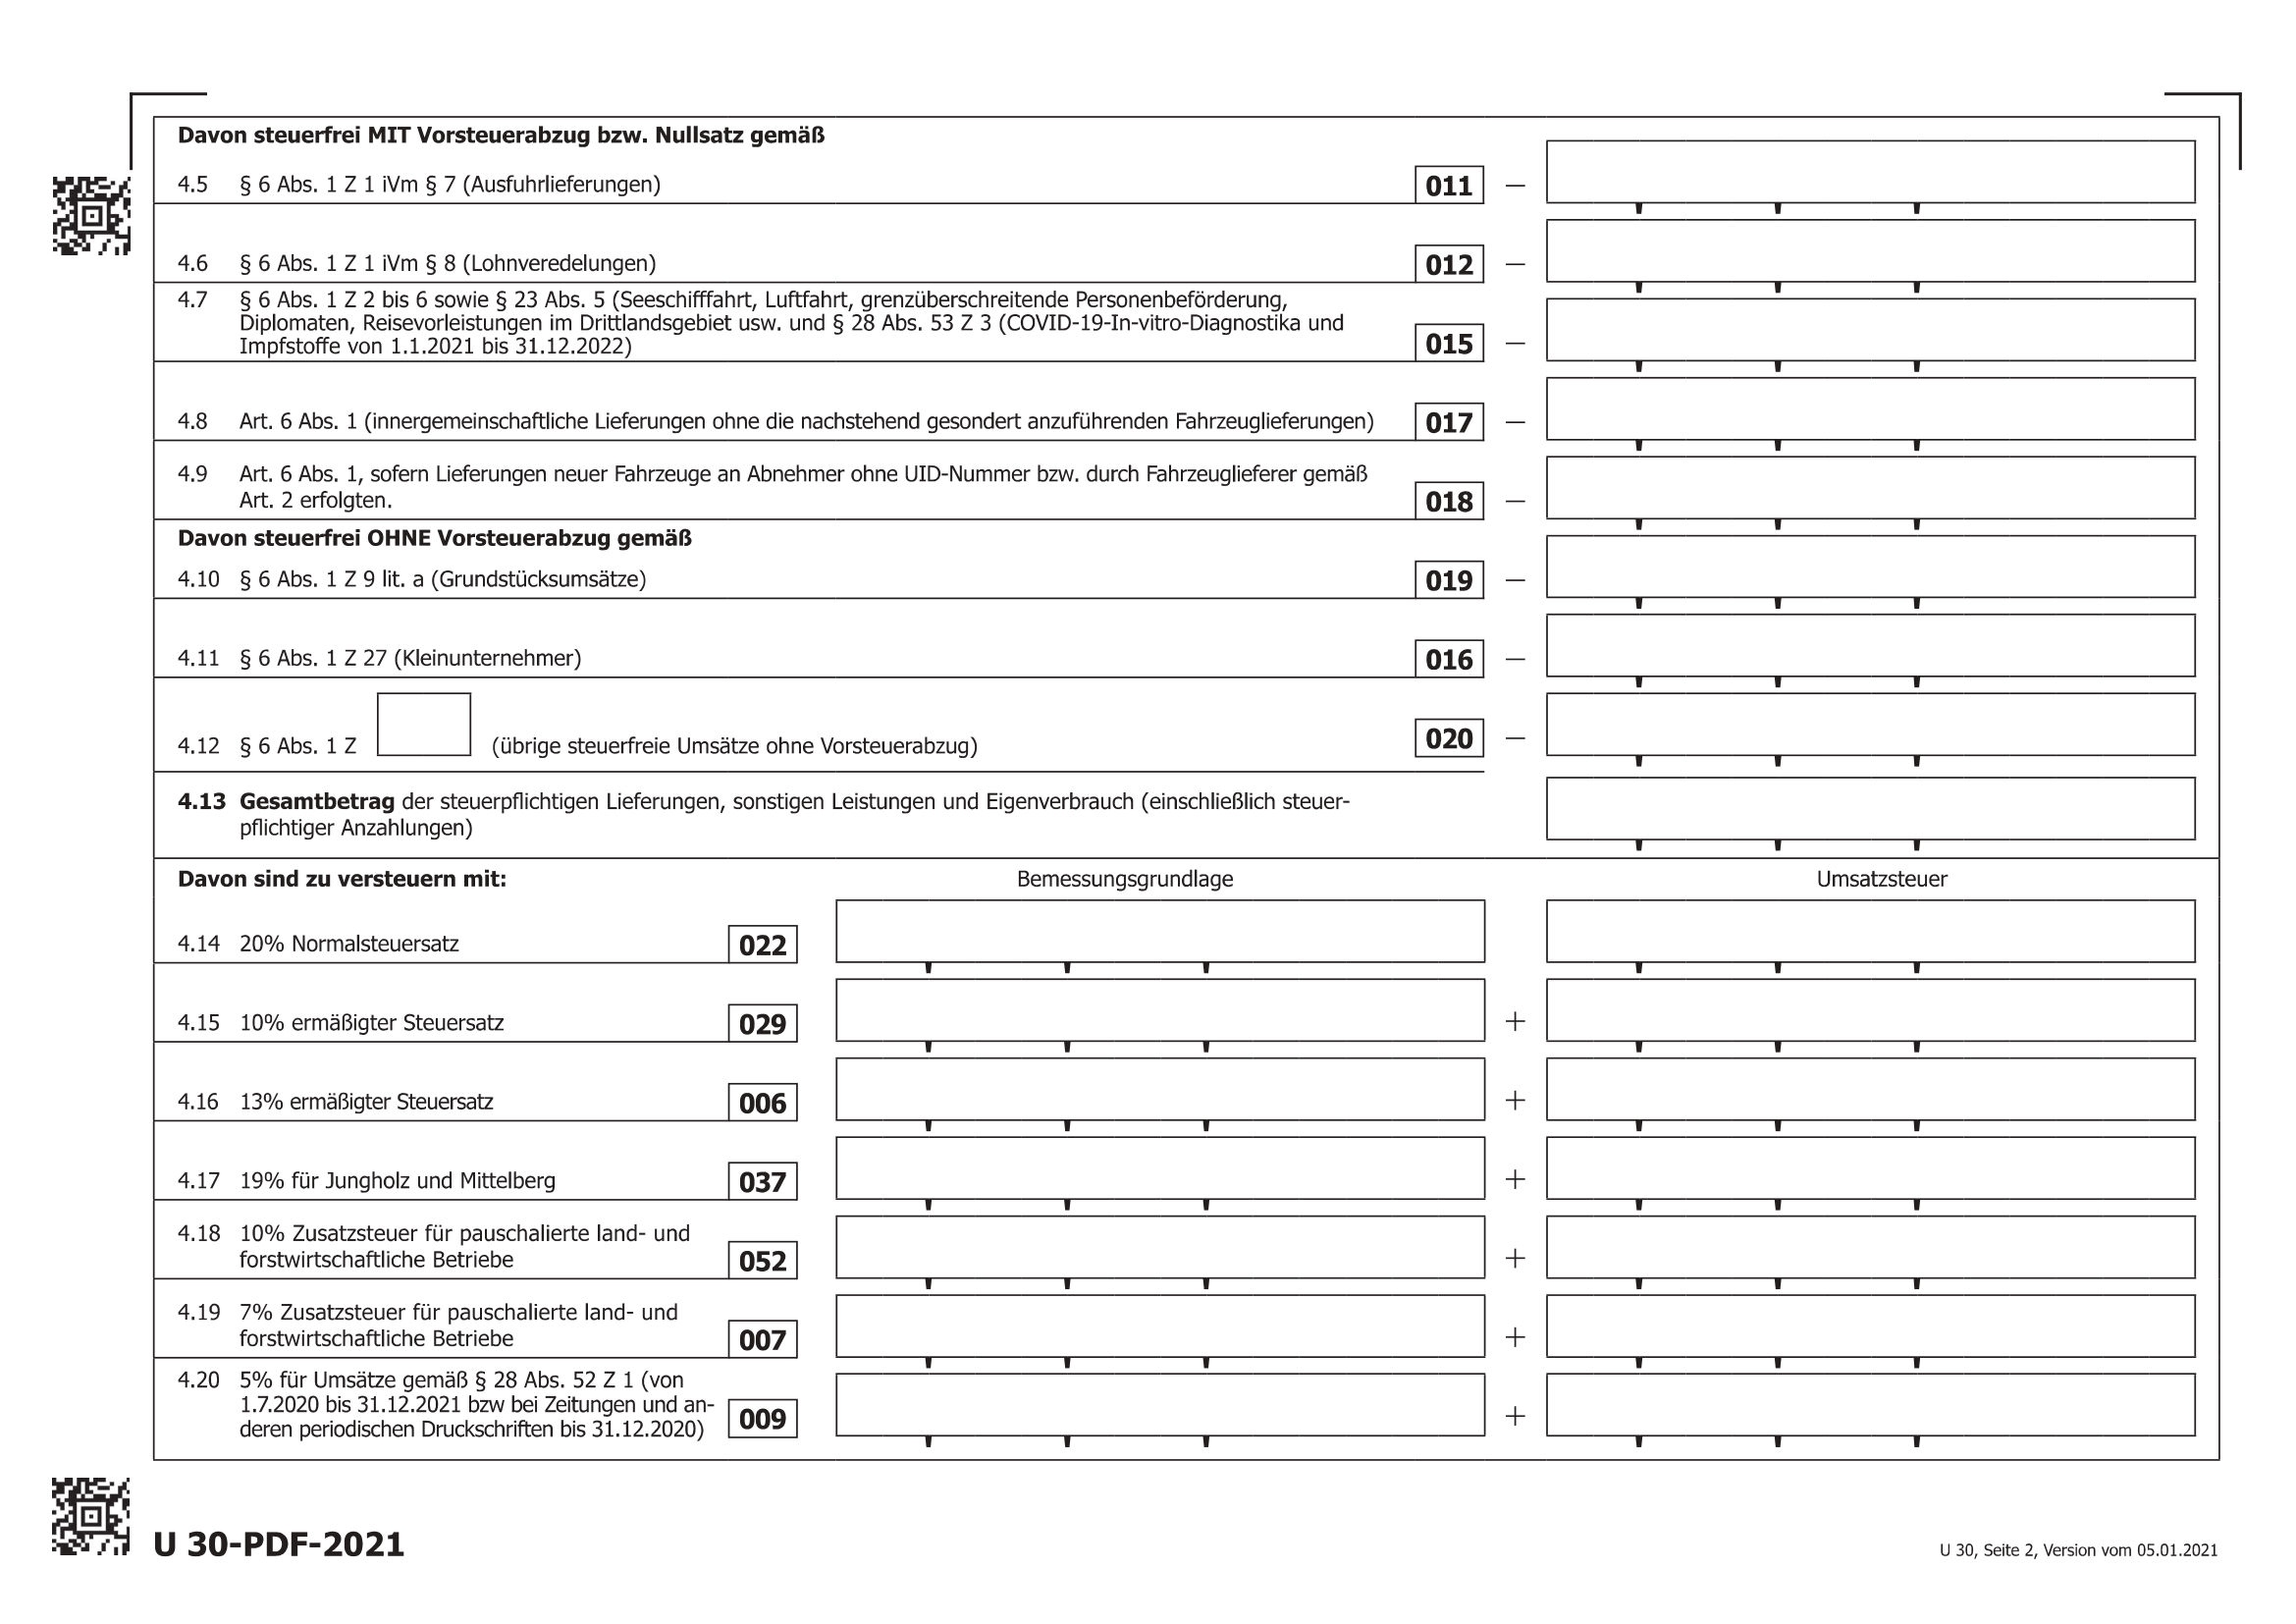 Davon steuerfrei MIT Vorsteuerabzug bzw. Nullsatz gemäß
4.5 § 6 Abs. 1 Z 1 iVm § 7 (Ausfuhrlieferungen) 011 –
4.6 § 6 Abs. 1 Z 1 iVm § 8 (Lohnveredelungen) 012 –
4.7 § 6 Abs. 1 Z 2 bis 6 sowie § 23 Abs. 5 (Seeschifffahrt, Luftfahrt, grenzüberschreitende Personenbeförderung,
Diplomaten, Reisevorleistungen im Drittlandsgebiet usw. und § 28 Abs. 53 Z 3 (COVID-19-In-vitro-Diagnostika und
Impfstoffe von 1.1.2021 bis 31.12.2022) 015 –
4.8 Art. 6 Abs. 1 (innergemeinschaftliche Lieferungen ohne die nachstehend gesondert anzuführenden Fahrzeuglieferungen) 017 –
4.9 Art. 6 Abs. 1, sofern Lieferungen neuer Fahrzeuge an Abnehmer ohne UID-Nummer bzw. durch Fahrzeuglieferer gemäß
Art. 2 erfolgten. 018 –
Davon steuerfrei OHNE Vorsteuerabzug gemäß
4.10 § 6 Abs. 1 Z 9 lit. a (Grundstücksumsätze) 019 –
4.11 § 6 Abs. 1 Z 27 (Kleinunternehmer) 016 –
4.12 § 6 Abs. 1 Z (übrige steuerfreie Umsätze ohne Vorsteuerabzug) 020 –
4.13 Gesamtbetrag der steuerpflichtigen Lieferungen, sonstigen Leistungen und Eigenverbrauch (einschließlich steuer-
pflichtiger Anzahlungen)
Davon sind zu versteuern mit: Bemessungsgrundlage Umsatzsteuer
4.14 20% Normalsteuersatz 022
4.15 10% ermäßigter Steuersatz 029 +
4.16 13% ermäßigter Steuersatz 006 +
4.17 19% für Jungholz und Mittelberg 037 +
4.18 10% Zusatzsteuer für pauschalierte land- und
forstwirtschaftliche Betriebe 052 +
4.19 7% Zusatzsteuer für pauschalierte land- und
forstwirtschaftliche Betriebe 007 +
4.20 5% für Umsätze gemäß § 28 Abs. 52 Z 1 (von
1.7.2020 bis 31.12.2021 bzw bei Zeitungen und an-
deren periodischen Druckschriften bis 31.12.2020) 009 +
U 30-PDF-2021
U 30, Seite 2, Version vom 05.01.2021